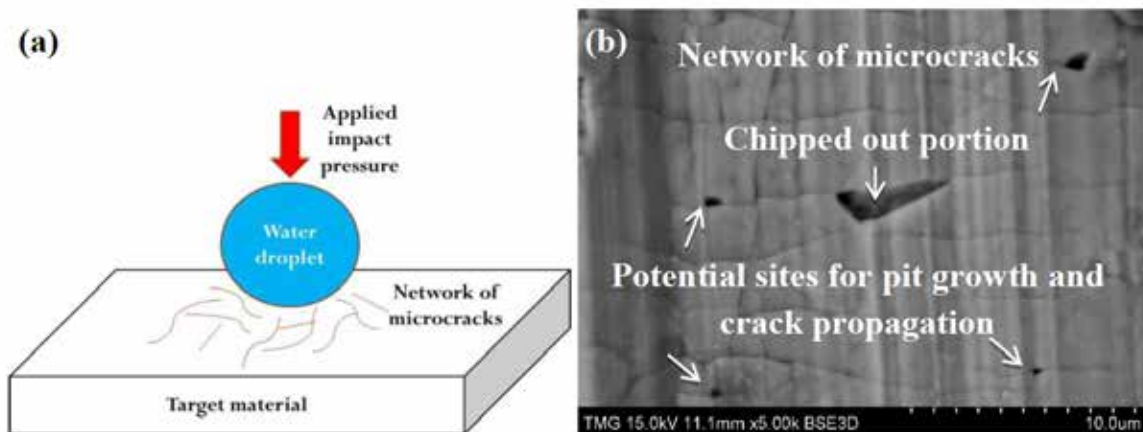 (a)
Applied
impact
pressure
Water
droplet
Network of
microcracks
Target material
(b)
Network of microcracks
Chipped out portion
Potential sites for pit growth and
crack propagation
TMG 15.0kV 11.1mm x5.00k BSE3D
10.0um